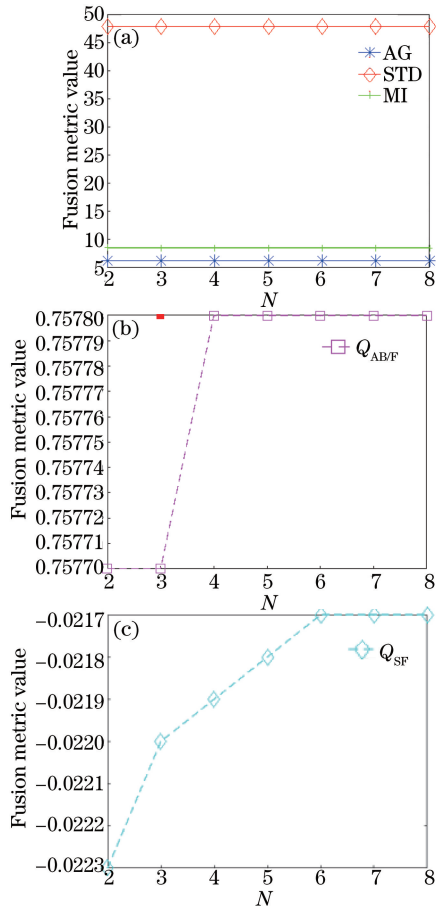 (a)
Fusion metric value
50
45
40
35
30
25
20
15
10
5
AG
STD
MI
2 3 4 5 6 7 8
N
(b)
Fusion metric value
0.75780
0.75779
0.75778
0.75777
0.75776
0.75775
0.75774
0.75773
0.75772
0.75771
0.75770
Q_AB/F
2 3 4 5 6 7 8
N
(c)
Fusion metric value
−0.0217
−0.0218
−0.0219
−0.0220
−0.0221
−0.0222
−0.0223
Q_SF
2 3 4 5 6 7 8
N